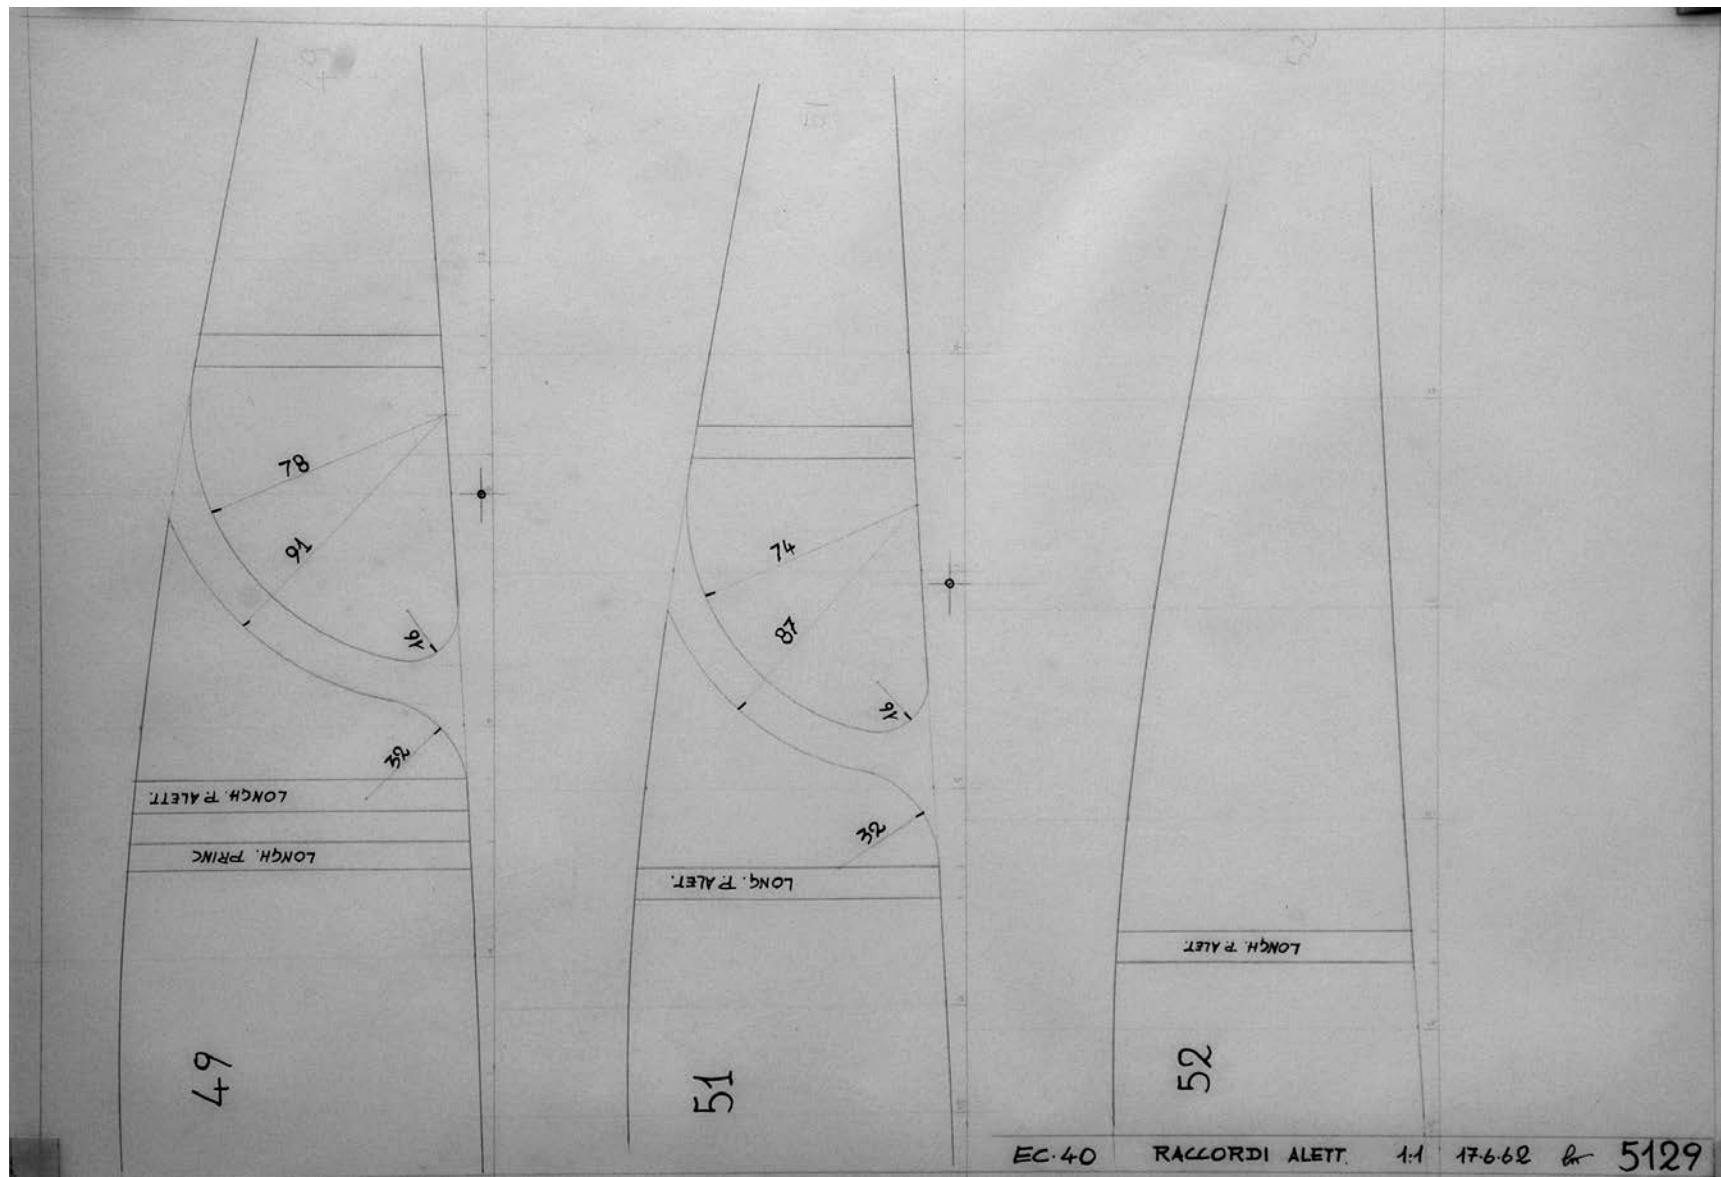 78
91
16
32
LONGH. P. ALETT.
LONGH. PRINC
49
74
87
16
32
LONG. P. ALET.
51
LONGH. P. ALET.
52
EC.40 RACCORDI ALETT. 1:1 17.6.62 5129